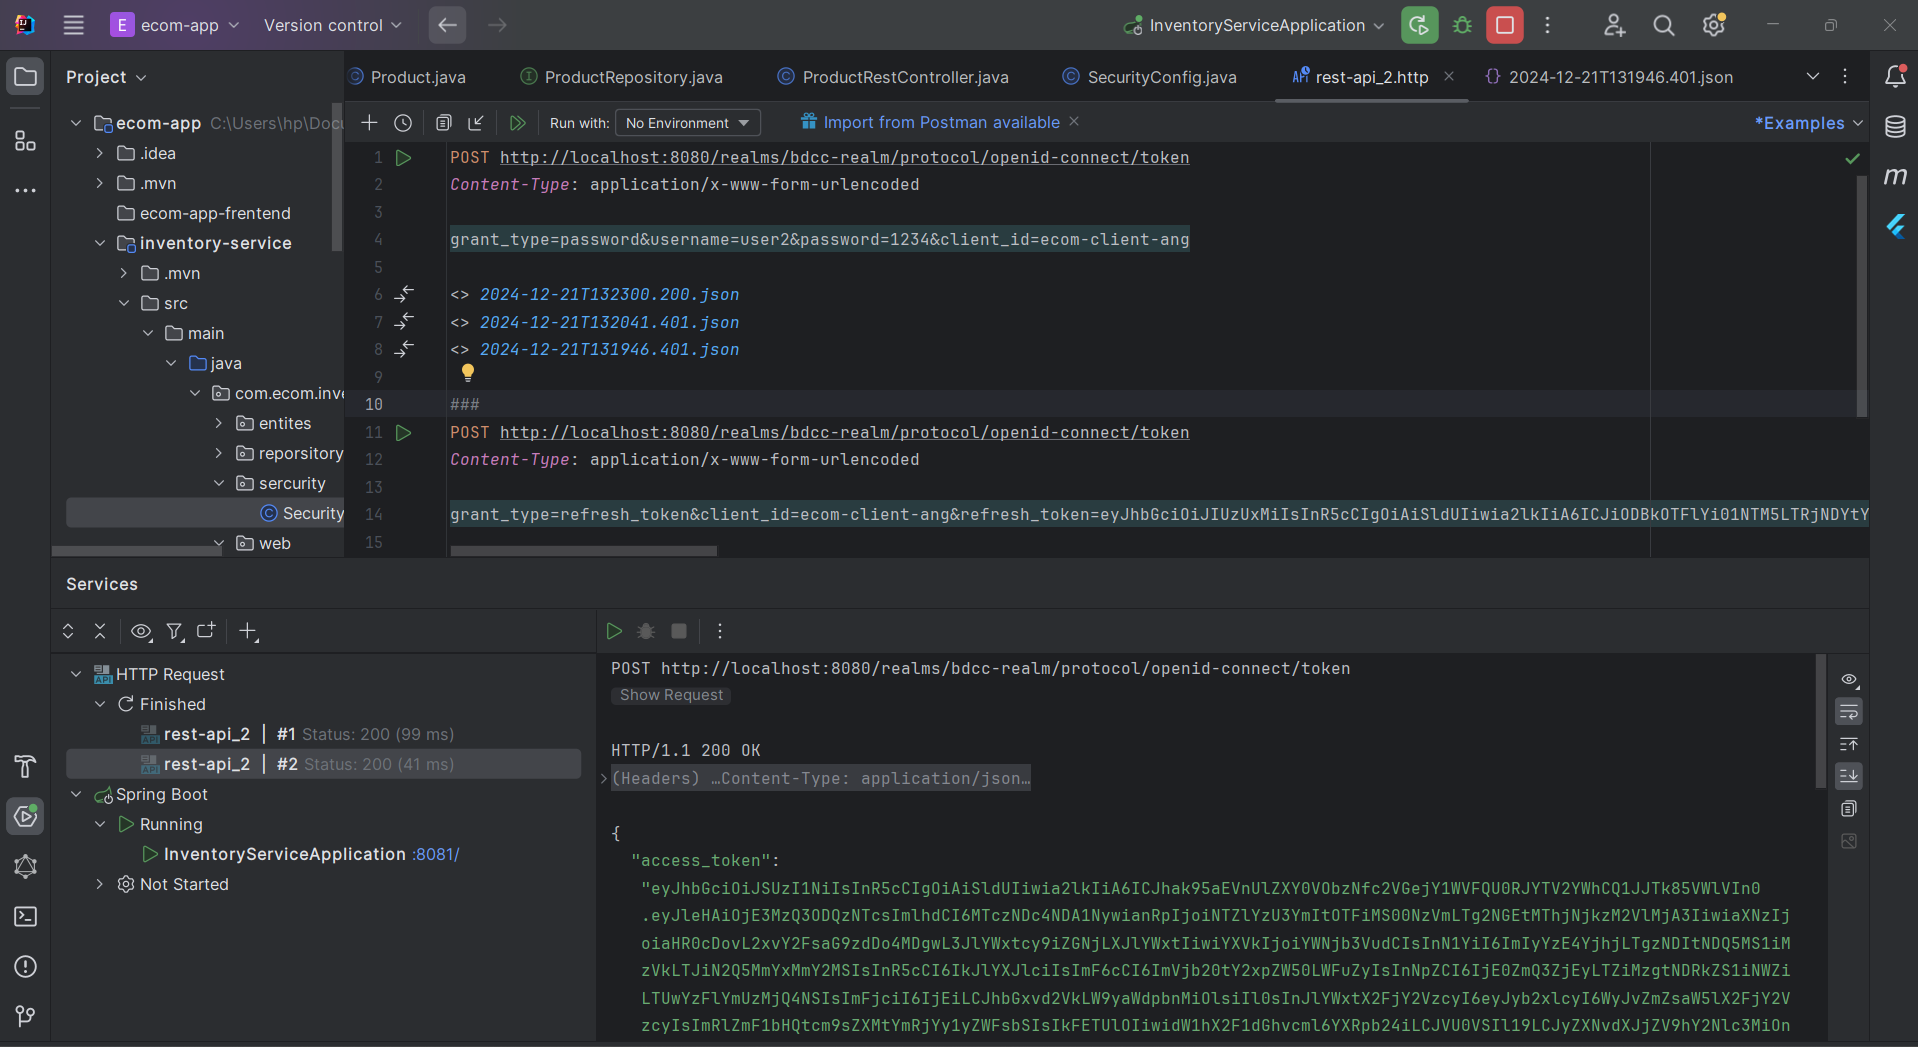 E ecom-app Version control InventoryServiceApplication
Project
Product.java ProductRepository.java ProductRestController.java SecurityConfig.java rest-api_2.http 2024-12-21T131946.401.json
Run with: No Environment Import from Postman available *Examples
ecom-app C:\Users\hp\Docu
.idea
.mvn
ecom-app-frentend
inventory-service
.mvn
src
main
java
com.ecom.inve
entites
reporsitory
sercurity
Security
web
1 POST http://localhost:8080/realms/bdcc-realm/protocol/openid-connect/token
2 Content-Type: application/x-www-form-urlencoded
3
4 grant_type=password&username=user2&password=1234&client_id=ecom-client-ang
5
6 <> 2024-12-21T132300.200.json
7 <> 2024-12-21T132041.401.json
8 <> 2024-12-21T131946.401.json
9
10 ###
11 POST http://localhost:8080/realms/bdcc-realm/protocol/openid-connect/token
12 Content-Type: application/x-www-form-urlencoded
13
14 grant_type=refresh_token&client_id=ecom-client-ang&refresh_token=eyJhbGciOiJIUzUxMiIsInR5cCIgOiAiSldUIiwia2lkIiA6ICJiODBkOTFlYi01NTM5LTRjNDYtY
15
m
Services
HTTP Request
Finished
rest-api_2 | #1 Status: 200 (99 ms)
rest-api_2 | #2 Status: 200 (41 ms)
Spring Boot
Running
InventoryServiceApplication :8081/
Not Started
POST http://localhost:8080/realms/bdcc-realm/protocol/openid-connect/token
Show Request
HTTP/1.1 200 OK
(Headers) …Content-Type: application/json…
{
"access_token":
"eyJhbGciOiJSUzI1NiIsInR5cCIgOiAiSldUIiwia2lkIiA6ICJhak95aEVnUlZXY0VObzNfc2VGejY1WVFQU0RJYTV2YWhCQ1JJTk85VWlVIn0
.eyJleHAiOjE3MzQ3ODQzNTcsImlhdCI6MTczNDc4NDA1NywianRpIjoiNTZlYzU3YmItOTFiMS00NzVmLTg2NGEtMThjNjkzM2VlMjA3IiwiaXNzIj
oiaHR0cDovL2xvY2FsaG9zdDo4MDgwL3JlYWxtcy9iZGNjLXJlYWxtIiwiYXVkIjoiYWNjb3VudCIsInN1YiI6ImIyYzE4YjhjLTgzNDItNDQ5MS1iM
zVkLTJiN2Q5MmYxMmY2MSIsInR5cCI6IkJlYXJlciIsImF6cCI6ImVjb20tY2xpZW50LWFuZyIsInNpZCI6IjE0ZmQ3ZjEyLTZiMzgtNDRkZS1iNWZi
LTUwYzFlYmUzMjQ4NSIsImFjciI6IjEiLCJhbGxvd2VkLW9yaWdpbnMiOlsiIl0sInJlYWxtX2FjY2VzcyI6eyJyb2xlcyI6WyJvZmZsaW5lX2FjY2V
zcyIsImRlZmF1bHQtcm9sZXMtYmRjYy1yZWFsbSIsIkFETUlOIiwidW1hX2F1dGhvcml6YXRpb24iLCJVU0VSIl19LCJyZXNvdXJjZV9hY2Nlc3MiOn